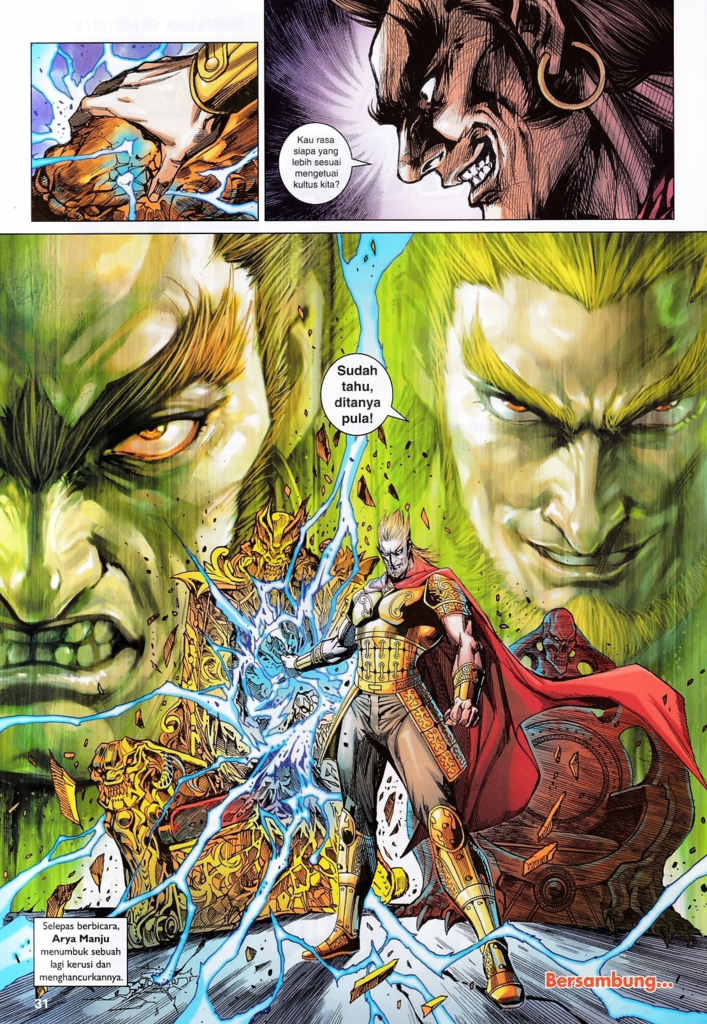 Kau rasa
siapa yang
lebih sesuai
mengetuai
kultus kita?
Sudah
tahu,
ditanya
pula!
Selepas berbicara,
Arya Manju
menumbuk sebuah
lagi kerusi dan
menghancurkannya.
Bersambung...
31